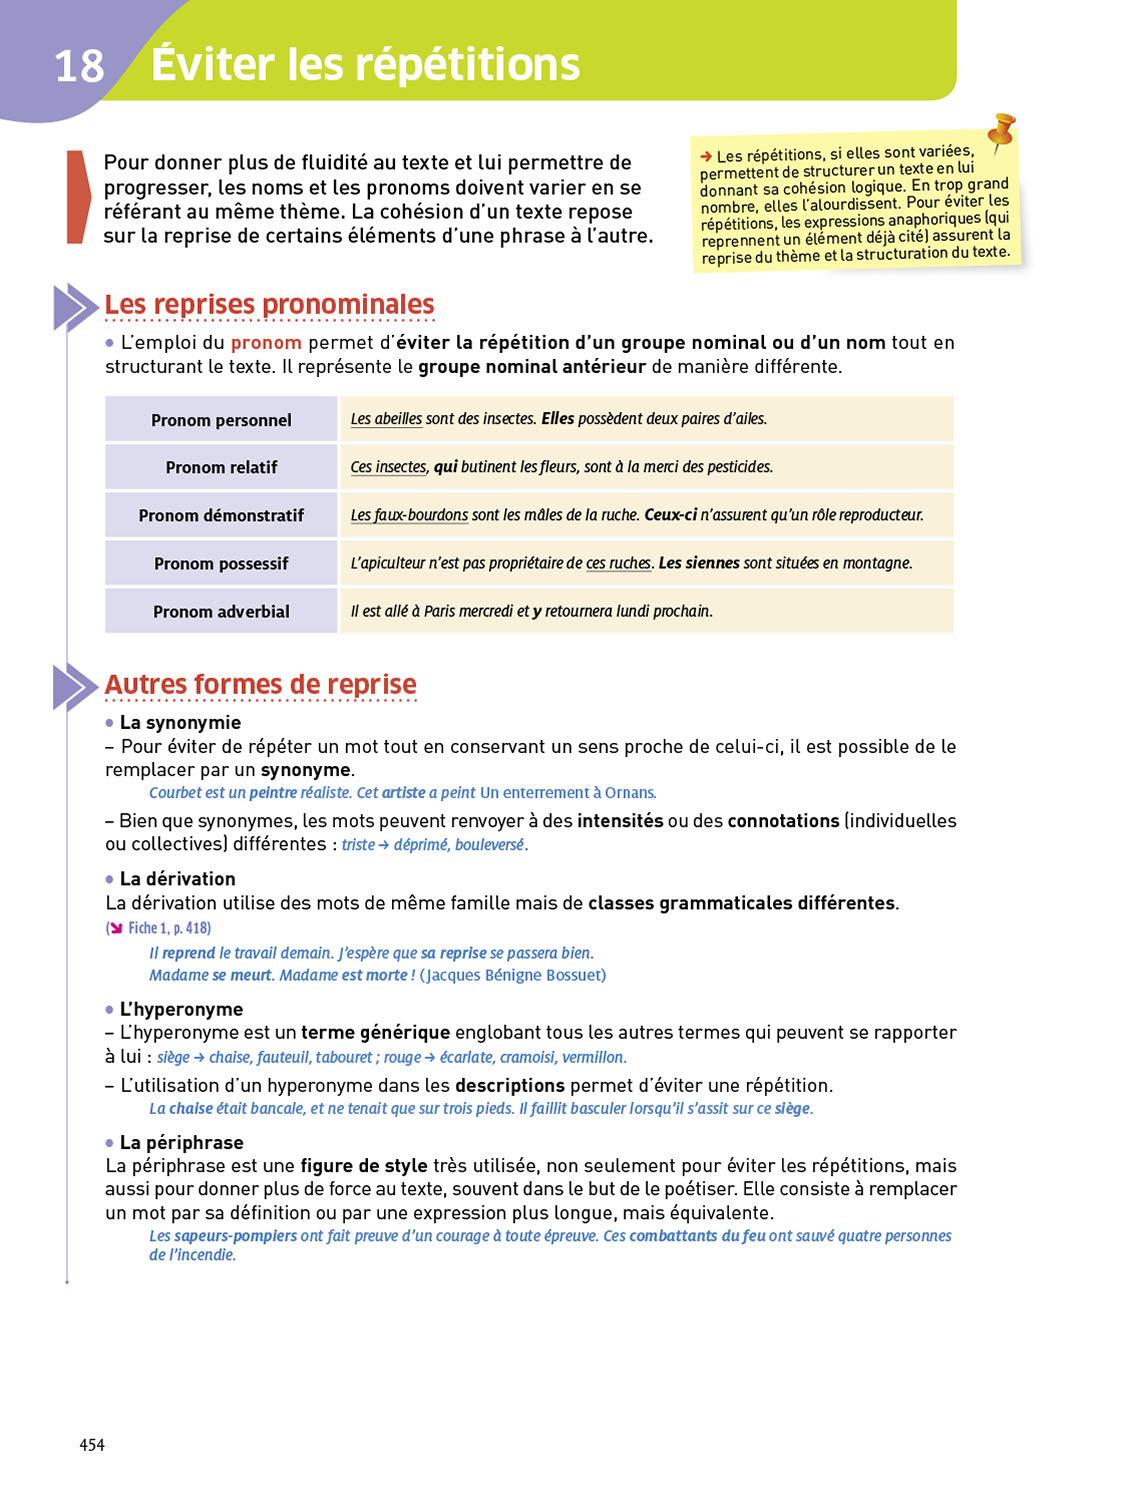 18
Éviter les répétitions
Pour donner plus de fluidité au texte et lui permettre de
progresser, les noms et les pronoms doivent varier en se
référant au même thème. La cohésion d’un texte repose
sur la reprise de certains éléments d’une phrase à l’autre.
➔ Les répétitions, si elles sont variées,
permettent de structurer un texte en lui
donnant sa cohésion logique. En trop grand
nombre, elles l’alourdissent. Pour éviter les
répétitions, les expressions anaphoriques (qui
reprennent un élément déjà cité) assurent la
reprise du thème et la structuration du texte.
Les reprises pronominales
• L’emploi du pronom permet d’éviter la répétition d’un groupe nominal ou d’un nom tout en
structurant le texte. Il représente le groupe nominal antérieur de manière différente.
Pronom personnel Les abeilles sont des insectes. Elles possèdent deux paires d’ailes.
Pronom relatif Ces insectes, qui butinent les fleurs, sont à la merci des pesticides.
Pronom démonstratif Les faux-bourdons sont les mâles de la ruche. Ceux-ci n’assurent qu’un rôle reproducteur.
Pronom possessif L’apiculteur n’est pas propriétaire de ces ruches. Les siennes sont situées en montagne.
Pronom adverbial Il est allé à Paris mercredi et y retournera lundi prochain.
Autres formes de reprise
• La synonymie
– Pour éviter de répéter un mot tout en conservant un sens proche de celui-ci, il est possible de le
remplacer par un synonyme.
Courbet est un peintre réaliste. Cet artiste a peint Un enterrement à Ornans.
– Bien que synonymes, les mots peuvent renvoyer à des intensités ou des connotations (individuelles
ou collectives) différentes : triste → déprimé, bouleversé.
• La dérivation
La dérivation utilise des mots de même famille mais de classes grammaticales différentes.
(➘ Fiche 1, p. 418)
Il reprend le travail demain. J’espère que sa reprise se passera bien.
Madame se meurt. Madame est morte ! (Jacques Bénigne Bossuet)
• L’hyperonyme
– L’hyperonyme est un terme générique englobant tous les autres termes qui peuvent se rapporter
à lui : siège → chaise, fauteuil, tabouret ; rouge → écarlate, cramoisi, vermillon.
– L’utilisation d’un hyperonyme dans les descriptions permet d’éviter une répétition.
La chaise était bancale, et ne tenait que sur trois pieds. Il faillit basculer lorsqu’il s’assit sur ce siège.
• La périphrase
La périphrase est une figure de style très utilisée, non seulement pour éviter les répétitions, mais
aussi pour donner plus de force au texte, souvent dans le but de le poétiser. Elle consiste à remplacer
un mot par sa définition ou par une expression plus longue, mais équivalente.
Les sapeurs-pompiers ont fait preuve d’un courage à toute épreuve. Ces combattants du feu ont sauvé quatre personnes
de l’incendie.
454